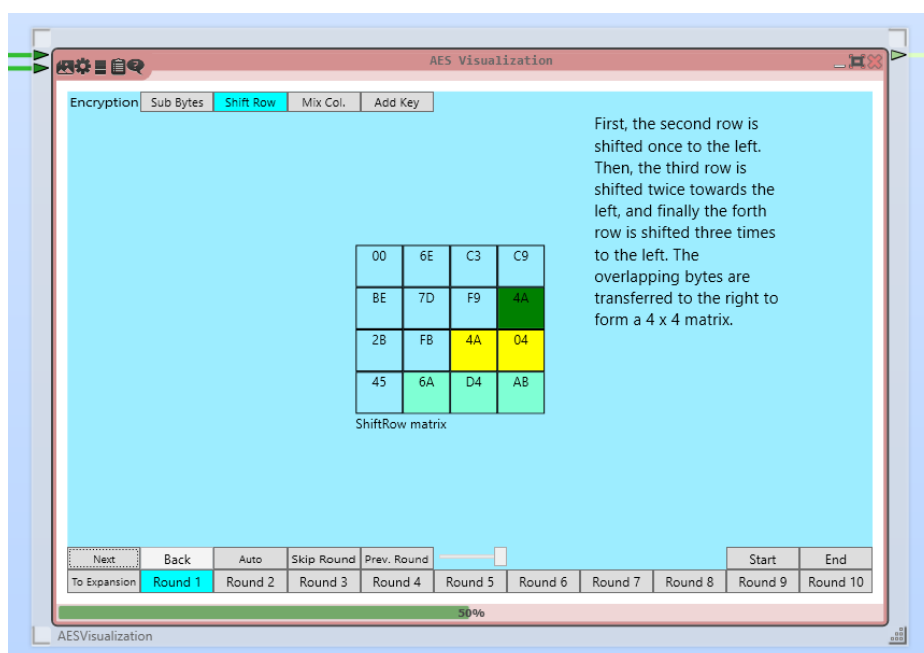 AES Visualization
Encryption Sub Bytes Shift Row Mix Col. Add Key
First, the second row is
shifted once to the left.
Then, the third row is
shifted twice towards the
left, and finally the forth
row is shifted three times
to the left. The
overlapping bytes are
transferred to the right to
form a 4 x 4 matrix.
00 6E C3 C9
BE 7D F9 4A
2B FB 4A 04
45 6A D4 AB
ShiftRow matrix
Next Back Auto Skip Round Prev. Round Start End
To Expansion Round 1 Round 2 Round 3 Round 4 Round 5 Round 6 Round 7 Round 8 Round 9 Round 10
50%
AESVisualization